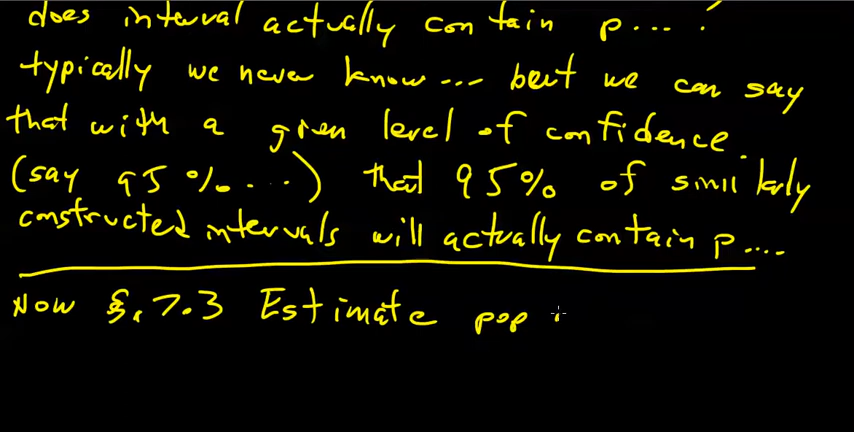 does interval actually contain p...?
typically we never know... but we can say
that with a given level of confidence
(say 95%...) that 95% of similarly
constructed intervals will actually contain p....
Now §.7.3 Estimate pop